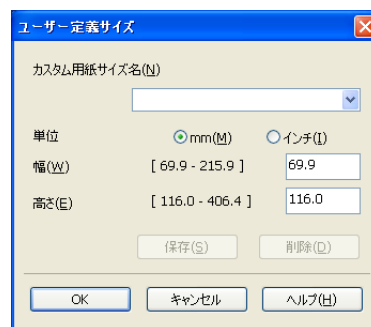 ユーザー定義サイズ
カスタム用紙サイズ名(N)
単位 mm(M) インチ(I)
幅(W) [ 69.9 - 215.9 ] 69.9
高さ(E) [ 116.0 - 406.4 ] 116.0
保存(S) 削除(D)
OK キャンセル ヘルプ(H)